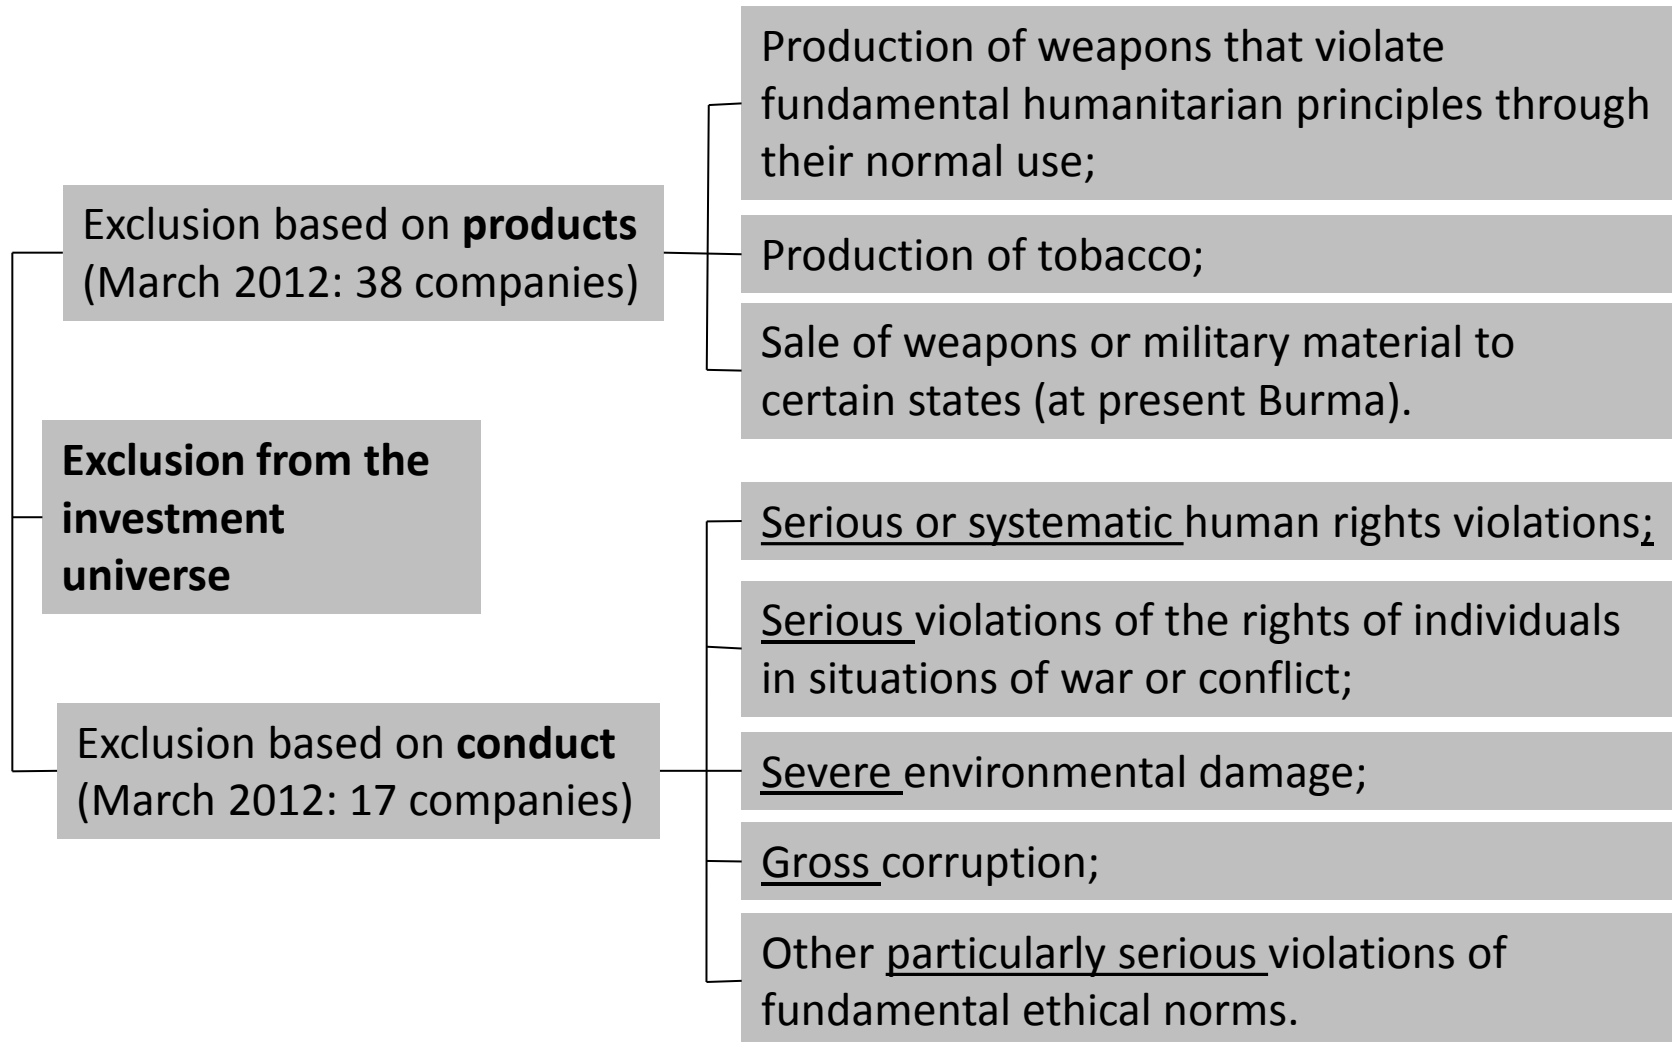 Exclusion from the
investment
universe
Exclusion based on products
(March 2012: 38 companies)
Production of weapons that violate
fundamental humanitarian principles through
their normal use;
Production of tobacco;
Sale of weapons or military material to
certain states (at present Burma).
Exclusion based on conduct
(March 2012: 17 companies)
Serious or systematic human rights violations;
Serious violations of the rights of individuals
in situations of war or conflict;
Severe environmental damage;
Gross corruption;
Other particularly serious violations of
fundamental ethical norms.